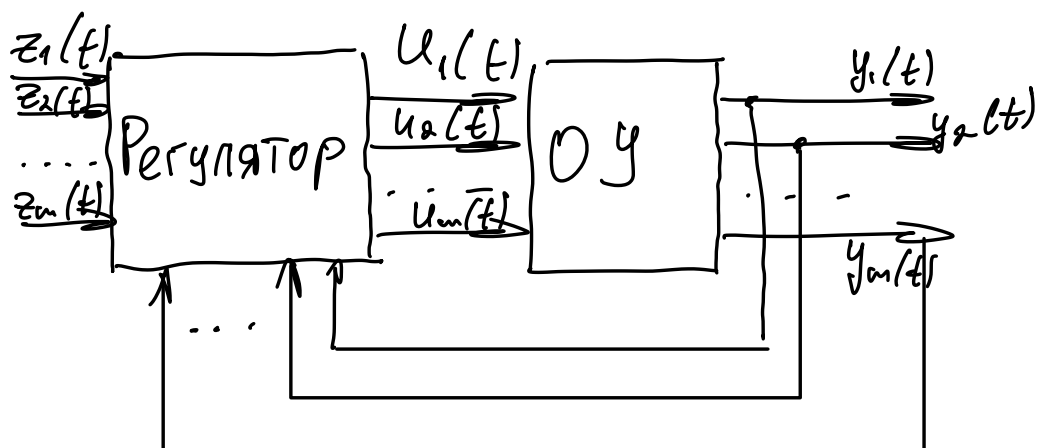 z1(t)
z2(t)
. . . .
zm(t)
Регулятор
U1(t)
u2(t)
. . .
um(t)
ОУ
y1(t)
y2(t)
. . .
ym(t)
. . .